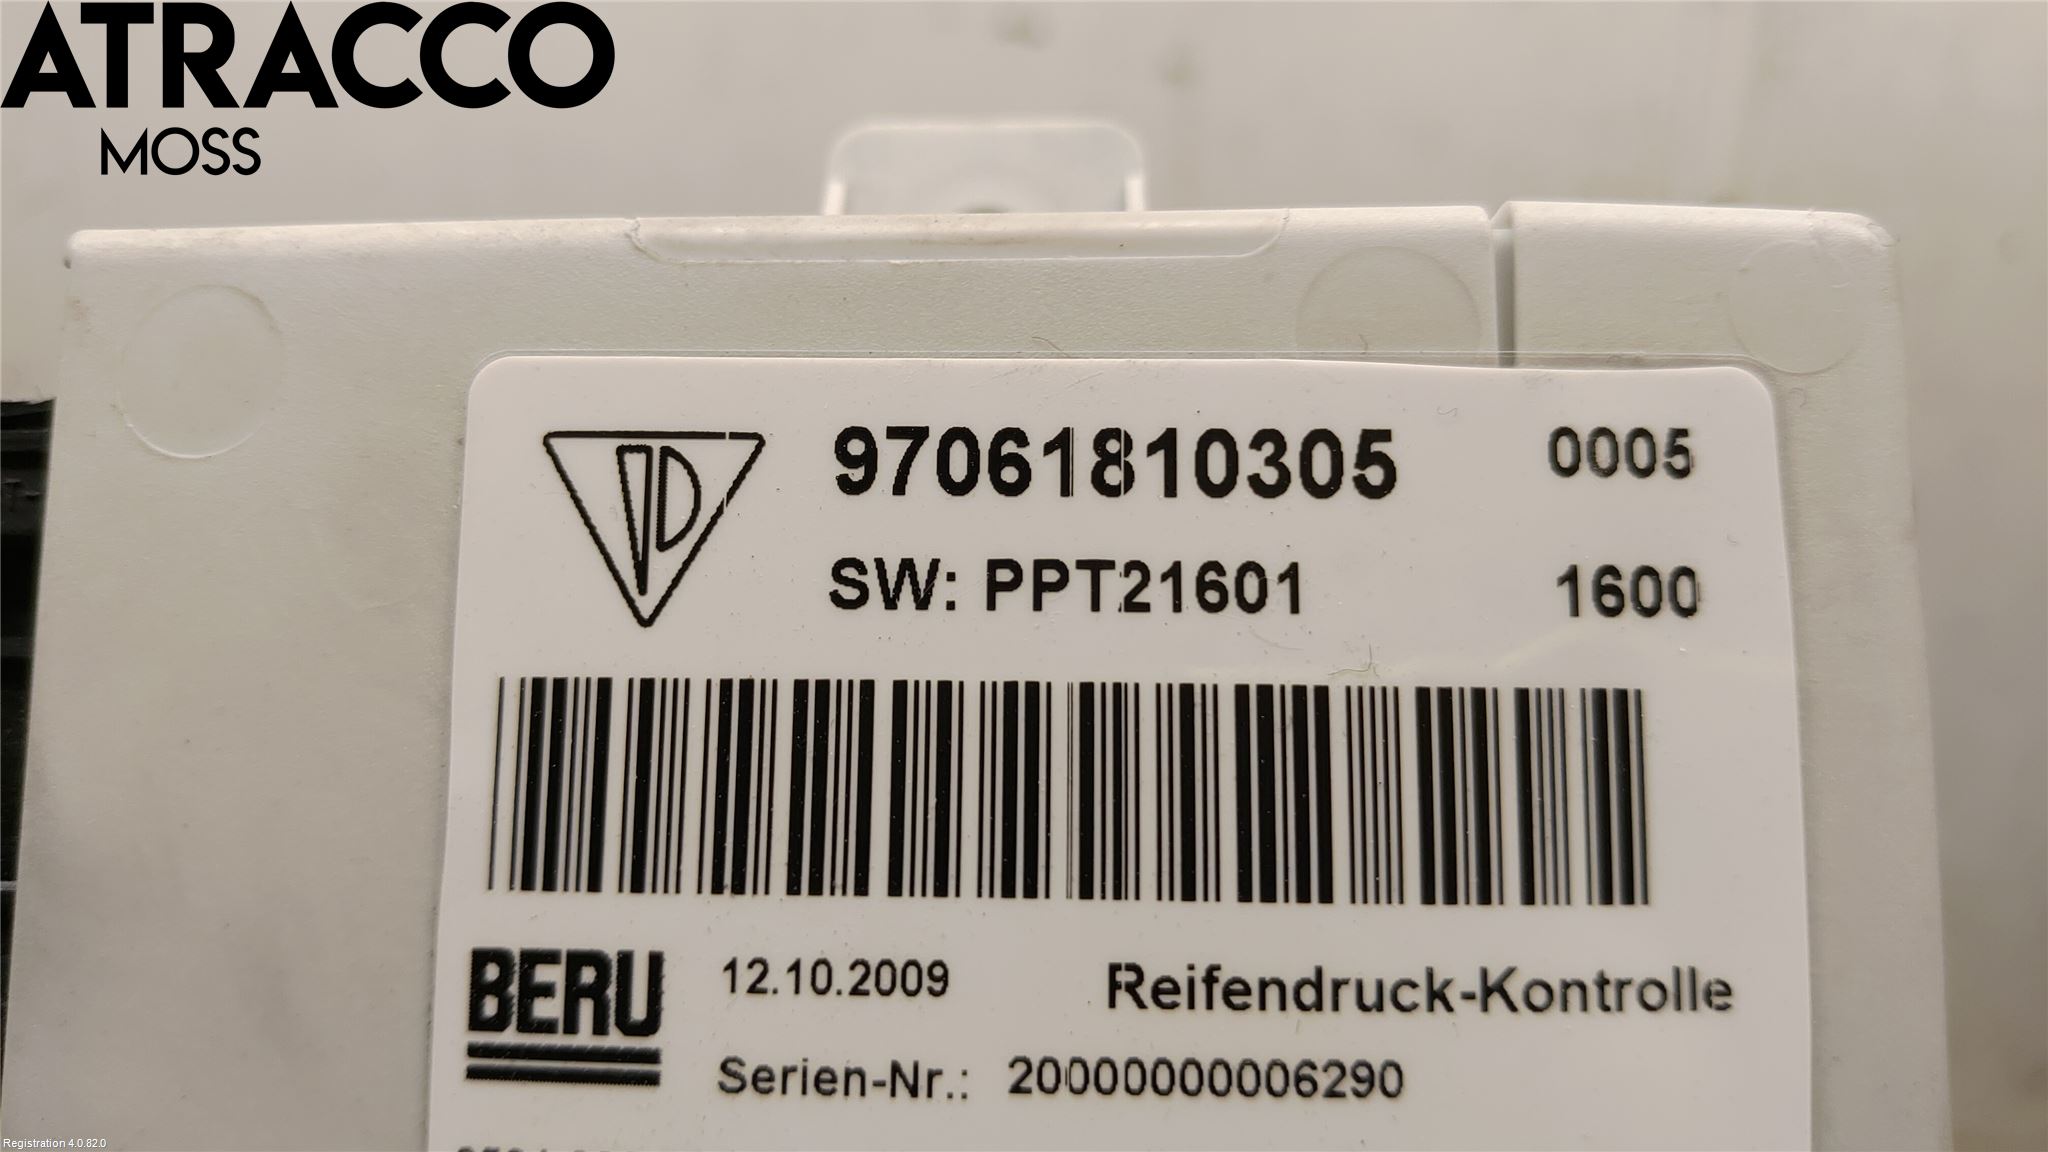 ATRACCO
MOSS
97061810305 0005
SW: PPT21601 1600
BERU 12.10.2009 Reifendruck-Kontrolle
Serien-Nr.: 20000000006290
Registration 4.0.82.0